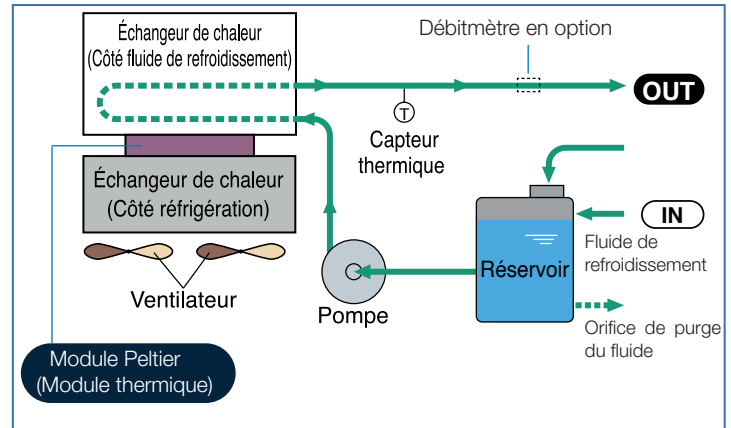 Échangeur de chaleur
(Côté fluide de refroidissement)
Débitmètre en option
OUT
T
Capteur
thermique
Échangeur de chaleur
(Côté réfrigération)
IN
Fluide de
refroidissement
Réservoir
Ventilateur
Pompe
Orifice de purge
du fluide
Module Peltier
(Module thermique)